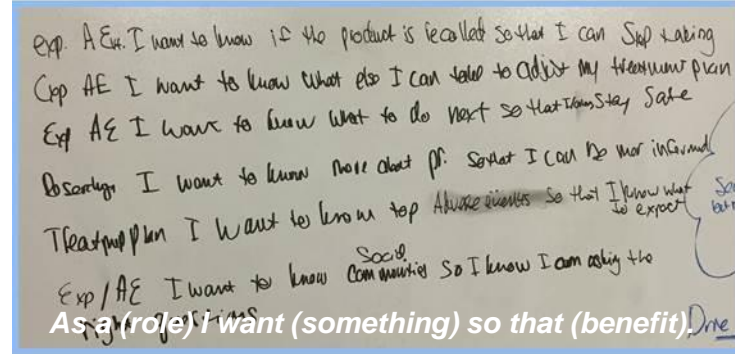 exp. AEx. I want to know if the product is recalled so that I can Stop taking
Exp AE I want to know what else I can take to adjust my treatment plan
Exp AE I want to know what to do next so that I can Stay Safe
I want to know more about pr. so that I can be mor informed
plan I want to know top Adverse events so that I know what
to expect
Exp / AE I want to know Social Communities So I know I am asking the
right questions
As a (role) I want (something) so that (benefit).
Drive